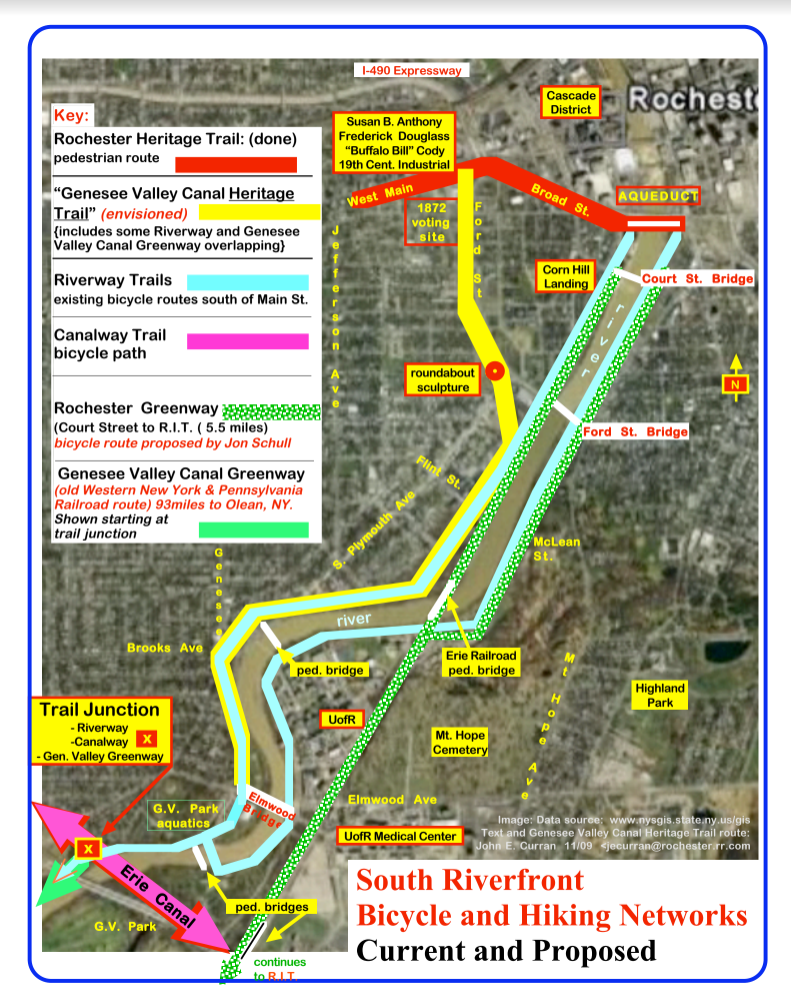 I-490 Expressway
Cascade
District
Rochest
Key:
Rochester Heritage Trail: (done)
pedestrian route
“Genesee Valley Canal Heritage
Trail” (envisioned)
{includes some Riverway and Genesee
Valley Canal Greenway overlapping}
Riverway Trails
existing bicycle routes south of Main St.
Canalway Trail
bicycle path
Rochester Greenway
(Court Street to R.I.T. ( 5.5 miles)
bicycle route proposed by Jon Schull
Genesee Valley Canal Greenway
(old Western New York & Pennsylvania
Railroad route) 93miles to Olean, NY.
Shown starting at
trail junction
Susan B. Anthony
Frederick Douglass
“Buffalo Bill” Cody
19th Cent. Industrial
West Main
Broad St.
AQUEDUCT
1872
voting
site
Ford St
Jefferson Ave
Corn Hill
Landing
Court St. Bridge
river
roundabout
sculpture
N
Ford St. Bridge
Flint St.
S. Plymouth Ave
McLean
St.
Genesee
river
Brooks Ave
ped. bridge
Erie Railroad
ped. bridge
Mt Hope Ave
Highland
Park
UofR
Mt. Hope
Cemetery
Trail Junction
- Riverway
-Canalway
- Gen. Valley Greenway
X
Elmwood
Bridge
Elmwood Ave
G.V. Park
aquatics
UofR Medical Center
Image: Data source: www.nysgis.state.ny.us/gis
Text and Genesee Valley Canal Heritage Trail route:
John E. Curran 11/09 <jecurran@rochester.rr.com
X
Erie Canal
ped. bridges
G.V. Park
continues
to R.I.T.
South Riverfront
Bicycle and Hiking Networks
Current and Proposed